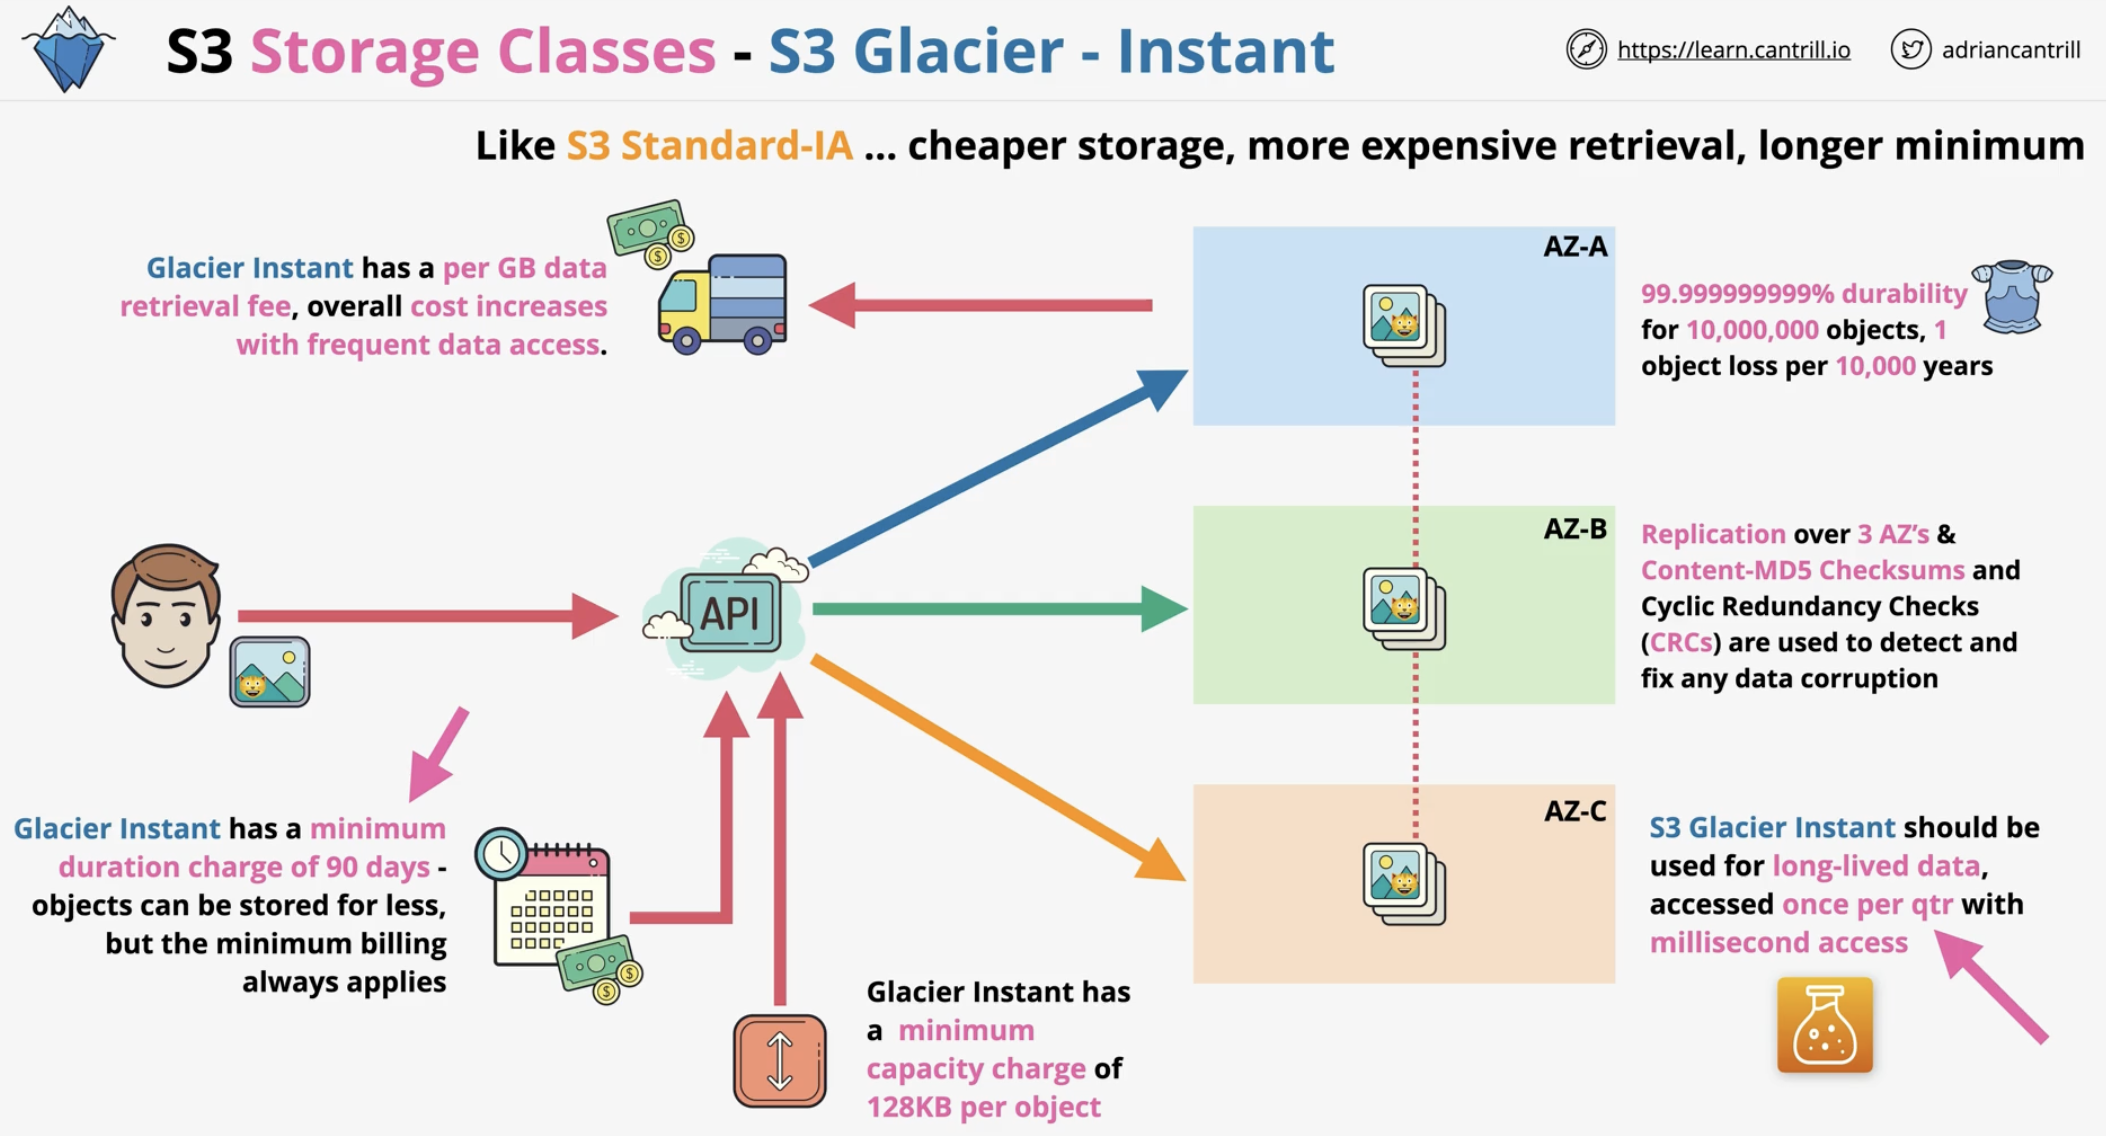 S3 Storage Classes - S3 Glacier - Instant
https://learn.cantrill.io
adriancantrill
Like S3 Standard-IA ... cheaper storage, more expensive retrieval, longer minimum
Glacier Instant has a per GB data
retrieval fee, overall cost increases
with frequent data access.
AZ-A
99.999999999% durability
for 10,000,000 objects, 1
object loss per 10,000 years
API
AZ-B
Replication over 3 AZ's &
Content-MD5 Checksums and
Cyclic Redundancy Checks
(CRCs) are used to detect and
fix any data corruption
Glacier Instant has a minimum
duration charge of 90 days -
objects can be stored for less,
but the minimum billing
always applies
Glacier Instant has
a minimum
capacity charge of
128KB per object
AZ-C
S3 Glacier Instant should be
used for long-lived data,
accessed once per qtr with
millisecond access